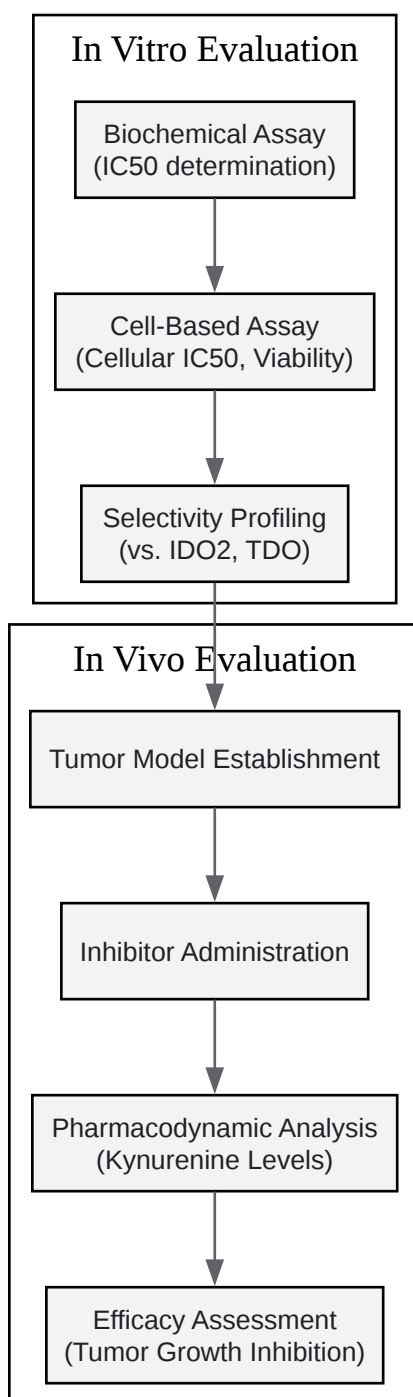 In Vitro Evaluation
Biochemical Assay
(IC50 determination)
Cell-Based Assay
(Cellular IC50, Viability)
Selectivity Profiling
(vs. IDO2, TDO)
In Vivo Evaluation
Tumor Model Establishment
Inhibitor Administration
Pharmacodynamic Analysis
(Kynurenine Levels)
Efficacy Assessment
(Tumor Growth Inhibition)